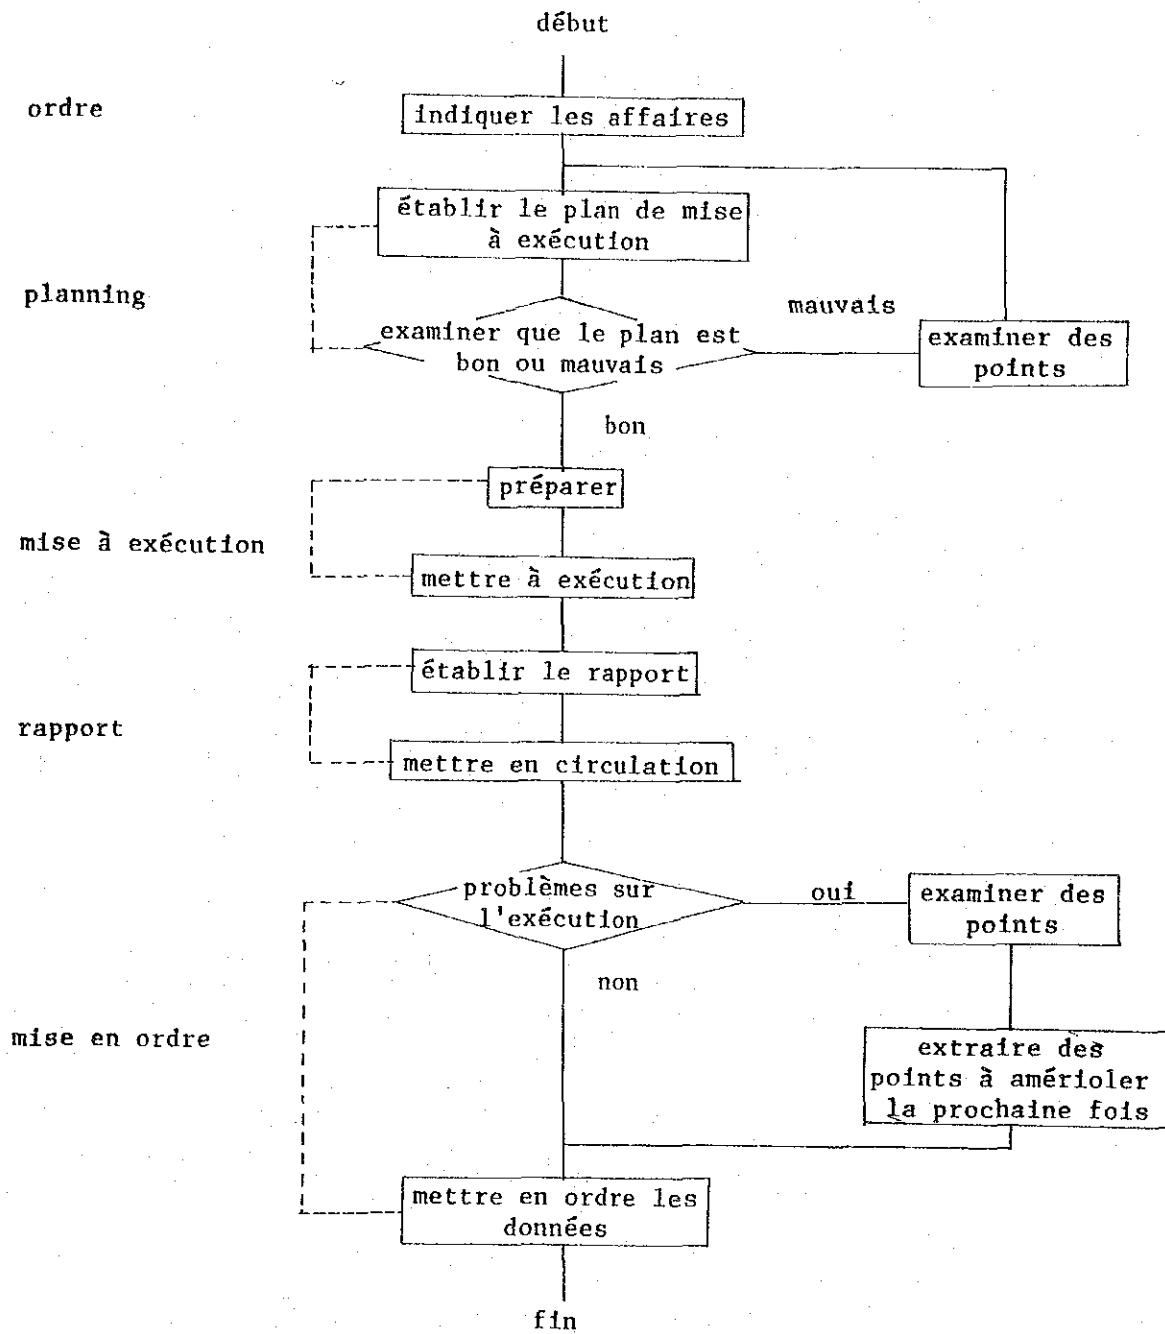 début
ordre
indiquer les affaires
établir le plan de mise
à exécution
planning
mauvais
examiner que le plan est
bon ou mauvais
examiner des
points
bon
préparer
mise à exécution
mettre à exécution
établir le rapport
rapport
mettre en circulation
problèmes sur
l'exécution
oui
examiner des
points
non
mise en ordre
extraire des
points à amérioler
la prochaine fois
mettre en ordre les
données
fin